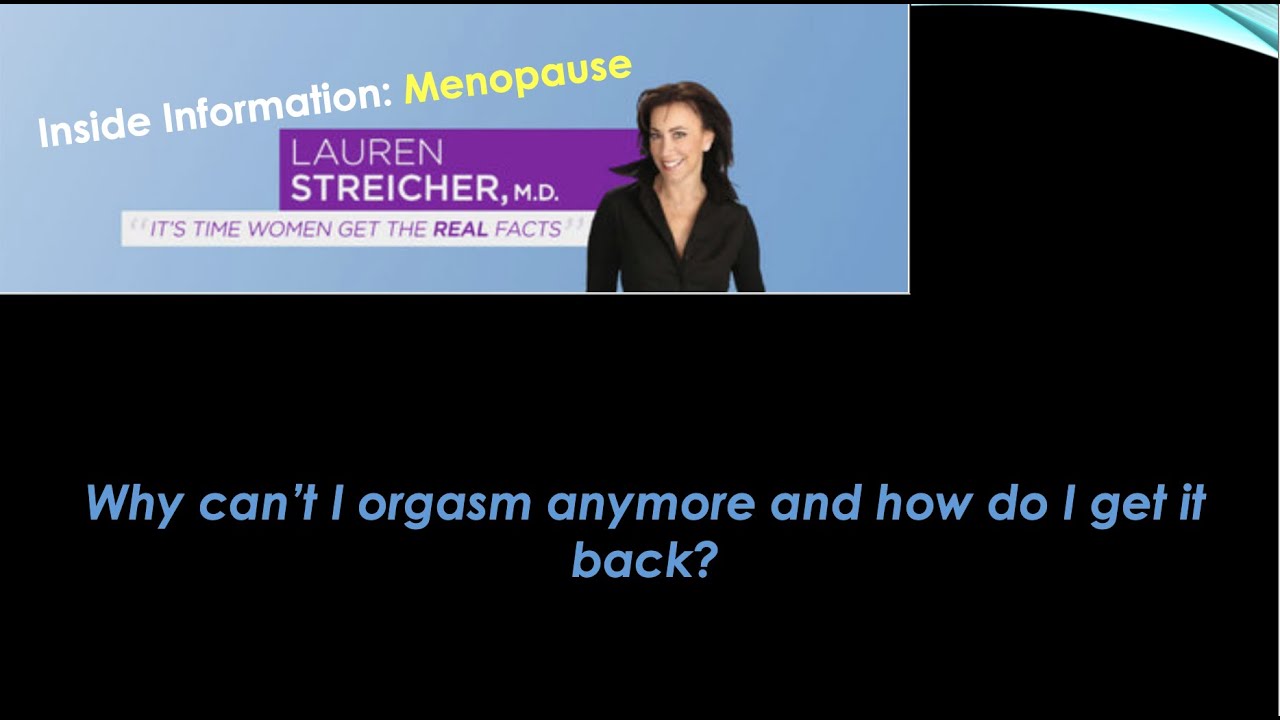 Inside Information: Menopause
LAUREN
STREICHER, M.D.
“IT'S TIME WOMEN GET THE REAL FACTS”
Why can’t I orgasm anymore and how do I get it
back?